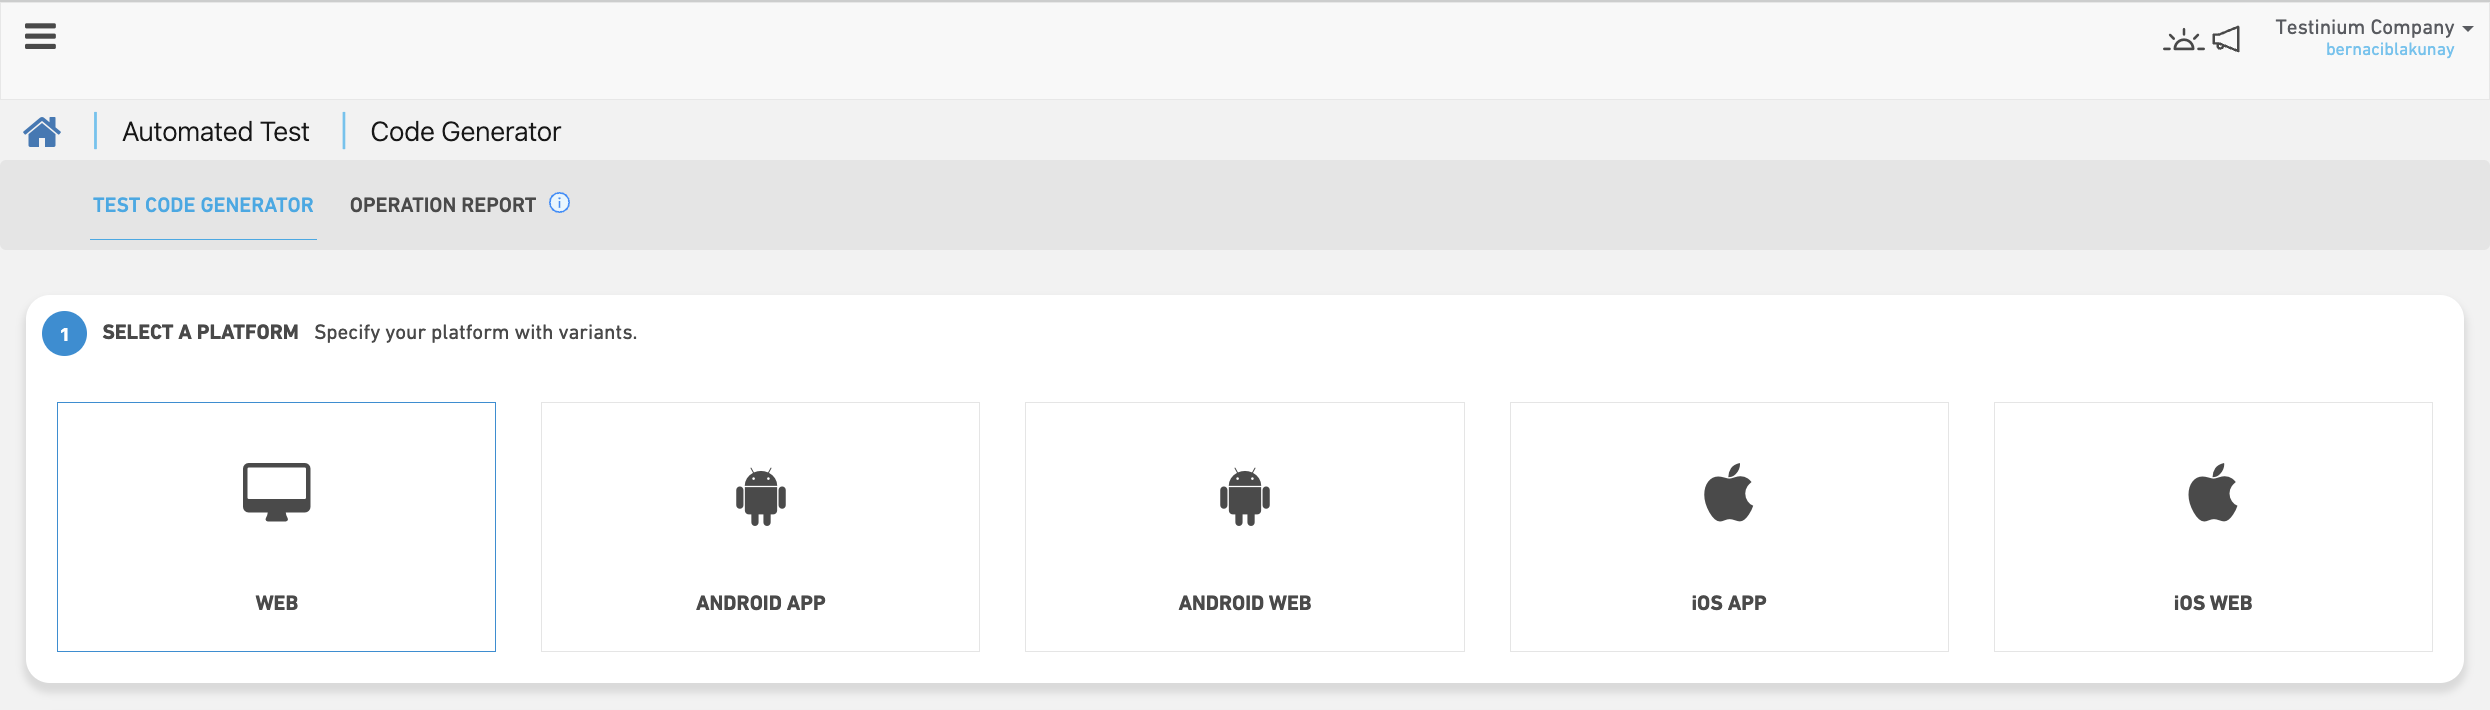 Testinium Company
bernaciblakunay
Automated Test
Code Generator
TEST CODE GENERATOR
OPERATION REPORT
1 SELECT A PLATFORM Specify your platform with variants.
WEB
ANDROID APP
ANDROID WEB
iOS APP
iOS WEB